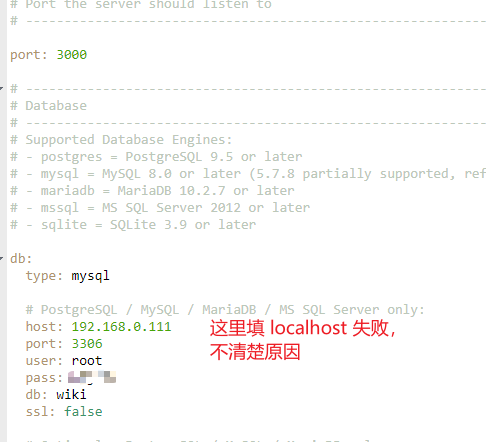 # Port the server should listen to
# ---------------------------------------------------------------
port: 3000
# ---------------------------------------------------------------
# Database
# ---------------------------------------------------------------
# Supported Database Engines:
# - postgres = PostgreSQL 9.5 or later
# - mysql = MySQL 8.0 or later (5.7.8 partially supported, ref
# - mariadb = MariaDB 10.2.7 or later
# - mssql = MS SQL Server 2012 or later
# - sqlite = SQLite 3.9 or later
db:
type: mysql
# PostgreSQL / MySQL / MariaDB / MS SQL Server only:
host: 192.168.0.111
这里填 localhost 失败，
port: 3306
不清楚原因
user: root
pass:
db: wiki
ssl: false